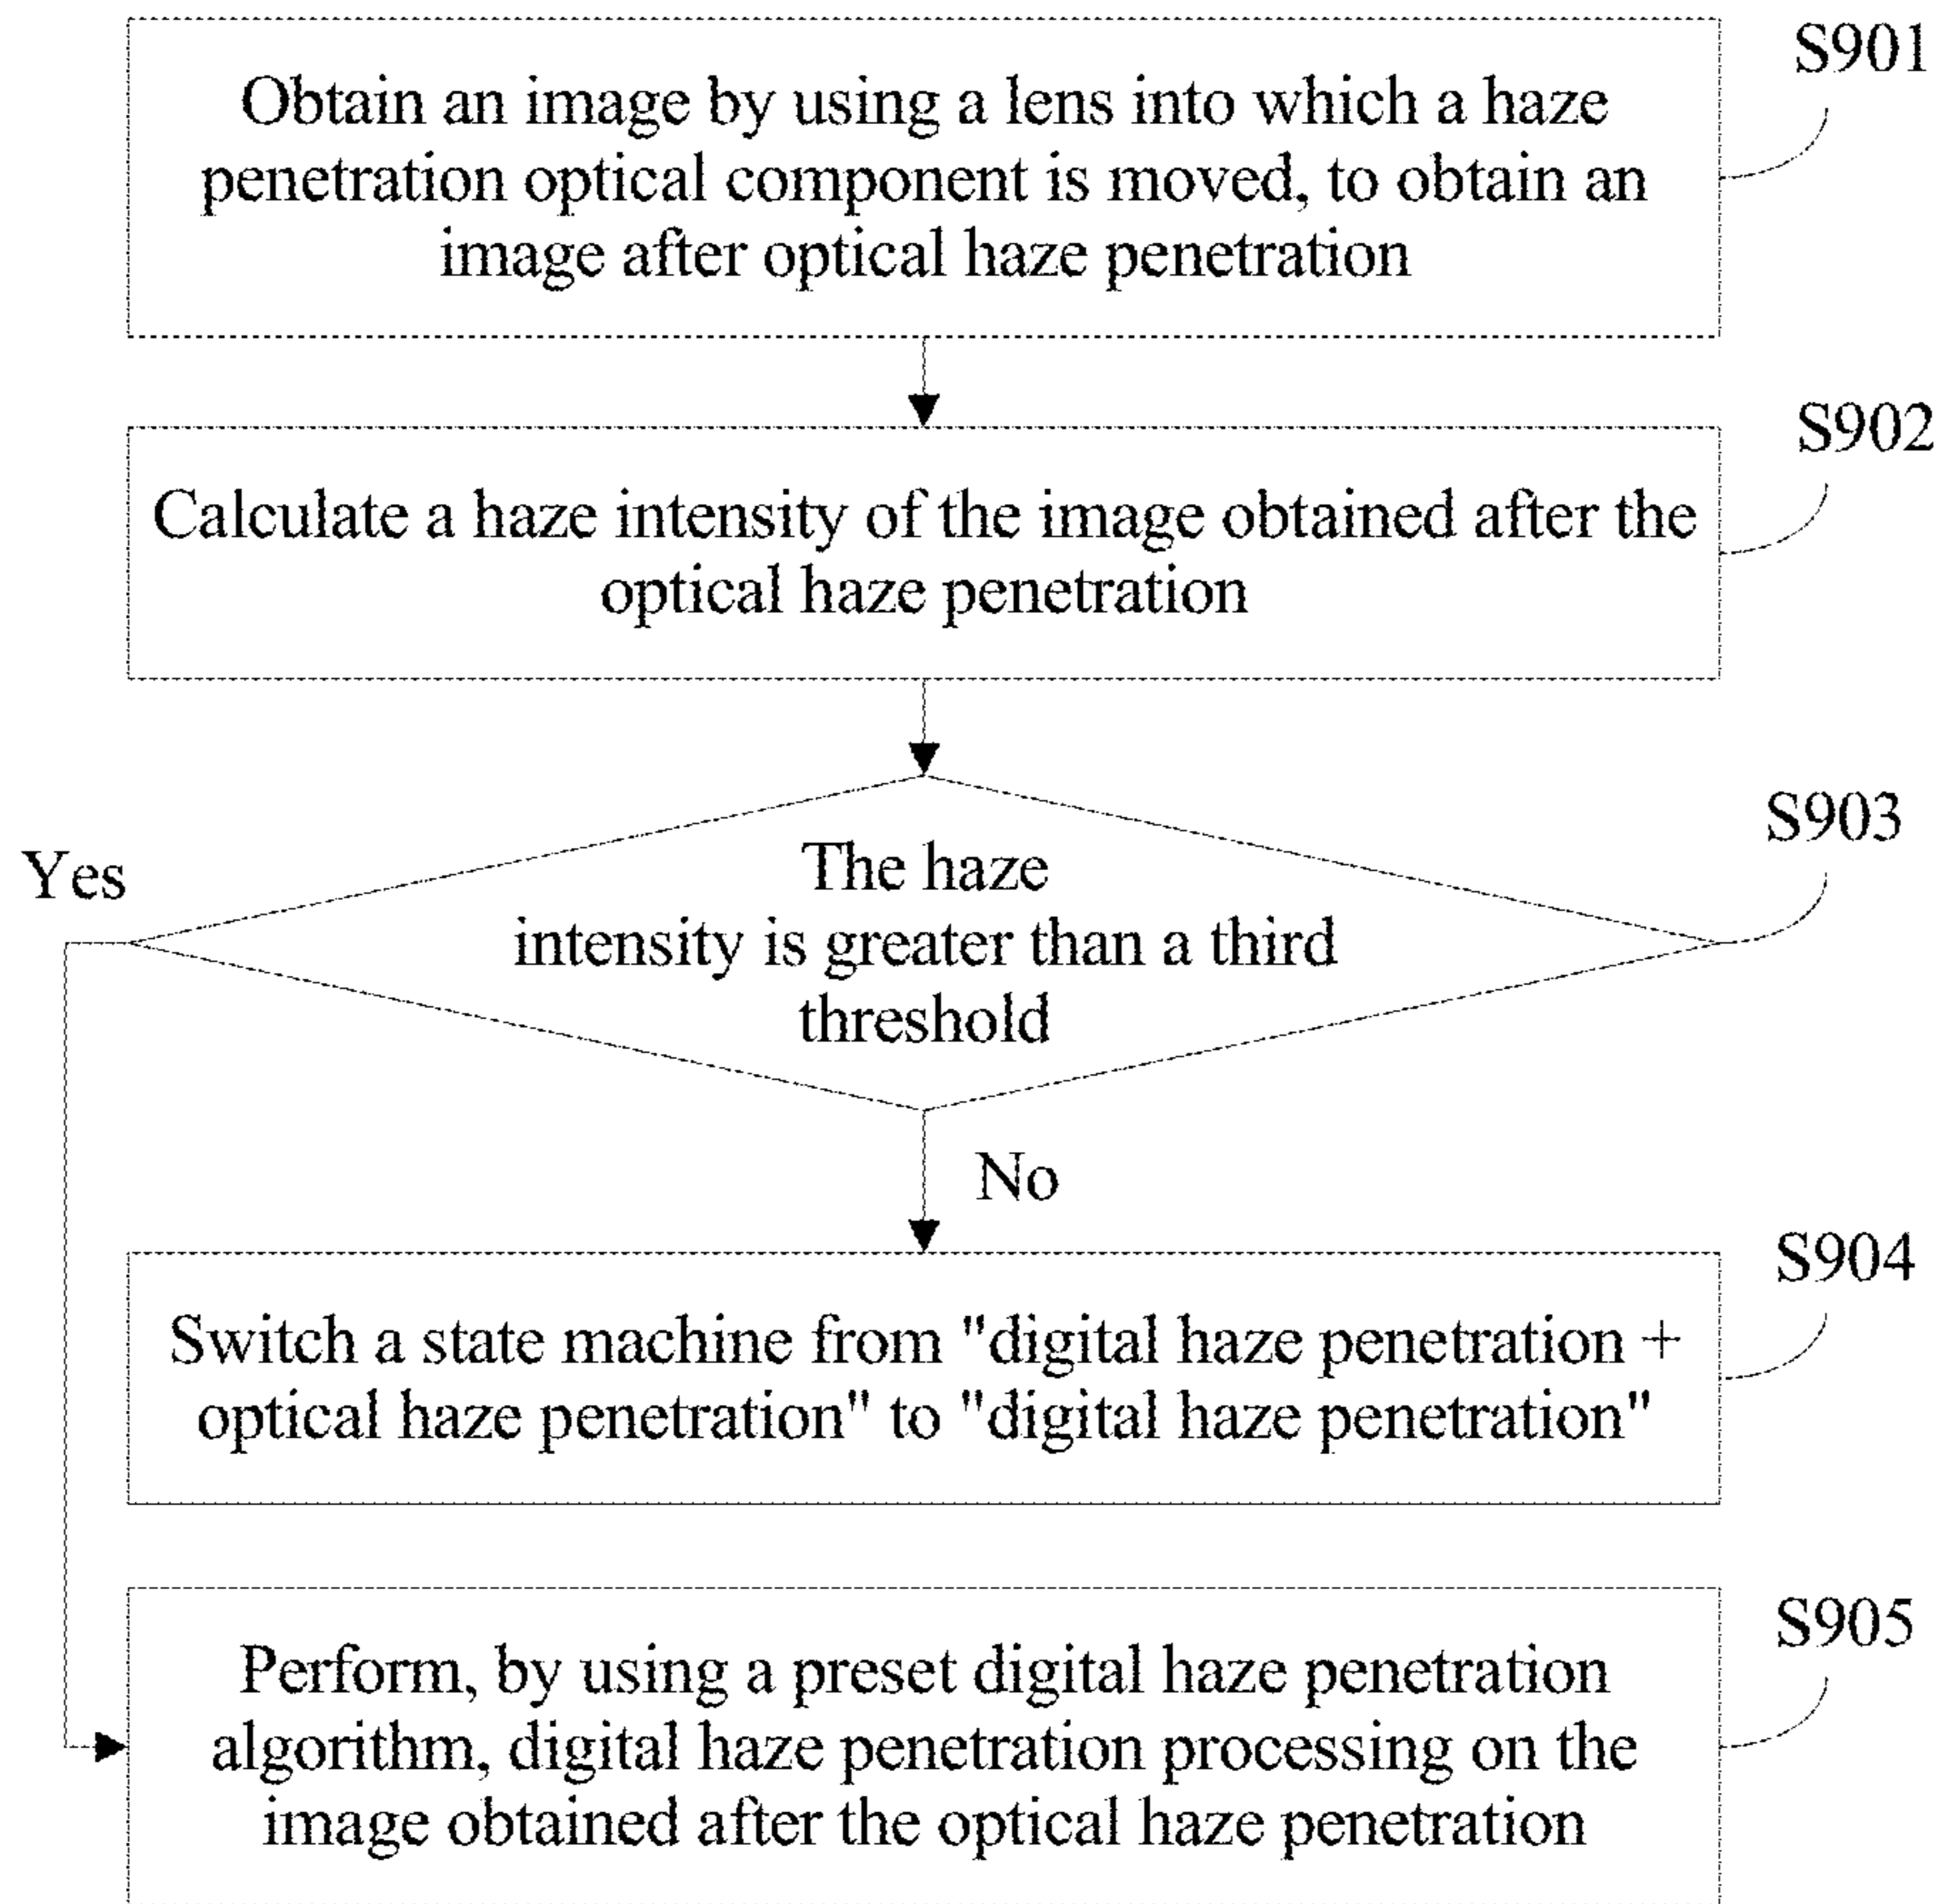 S901
Obtain an image by using a lens into which a haze
penetration optical component is moved, to obtain an
image after optical haze penetration
S902
Calculate a haze intensity of the image obtained after the
optical haze penetration
S903
Yes
The haze
intensity is greater than a third
threshold
No
S904
Switch a state machine from "digital haze penetration +
optical haze penetration" to "digital haze penetration"
S905
Perform, by using a preset digital haze penetration
algorithm, digital haze penetration processing on the
image obtained after the optical haze penetration